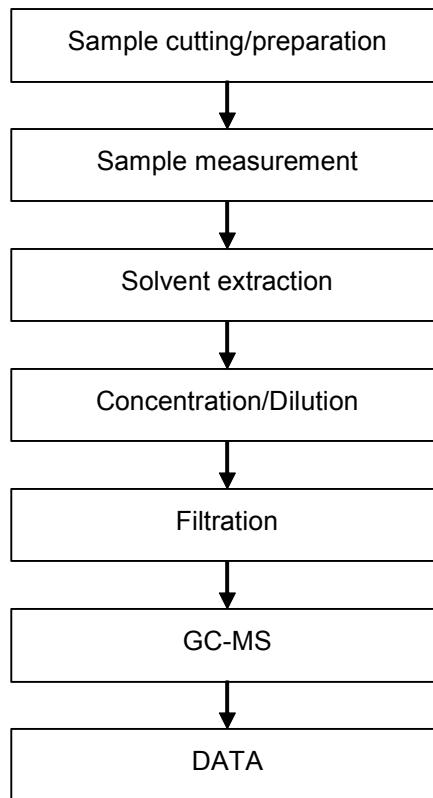 Sample cutting/preparation
Sample measurement
Solvent extraction
Concentration/Dilution
Filtration
GC-MS
DATA